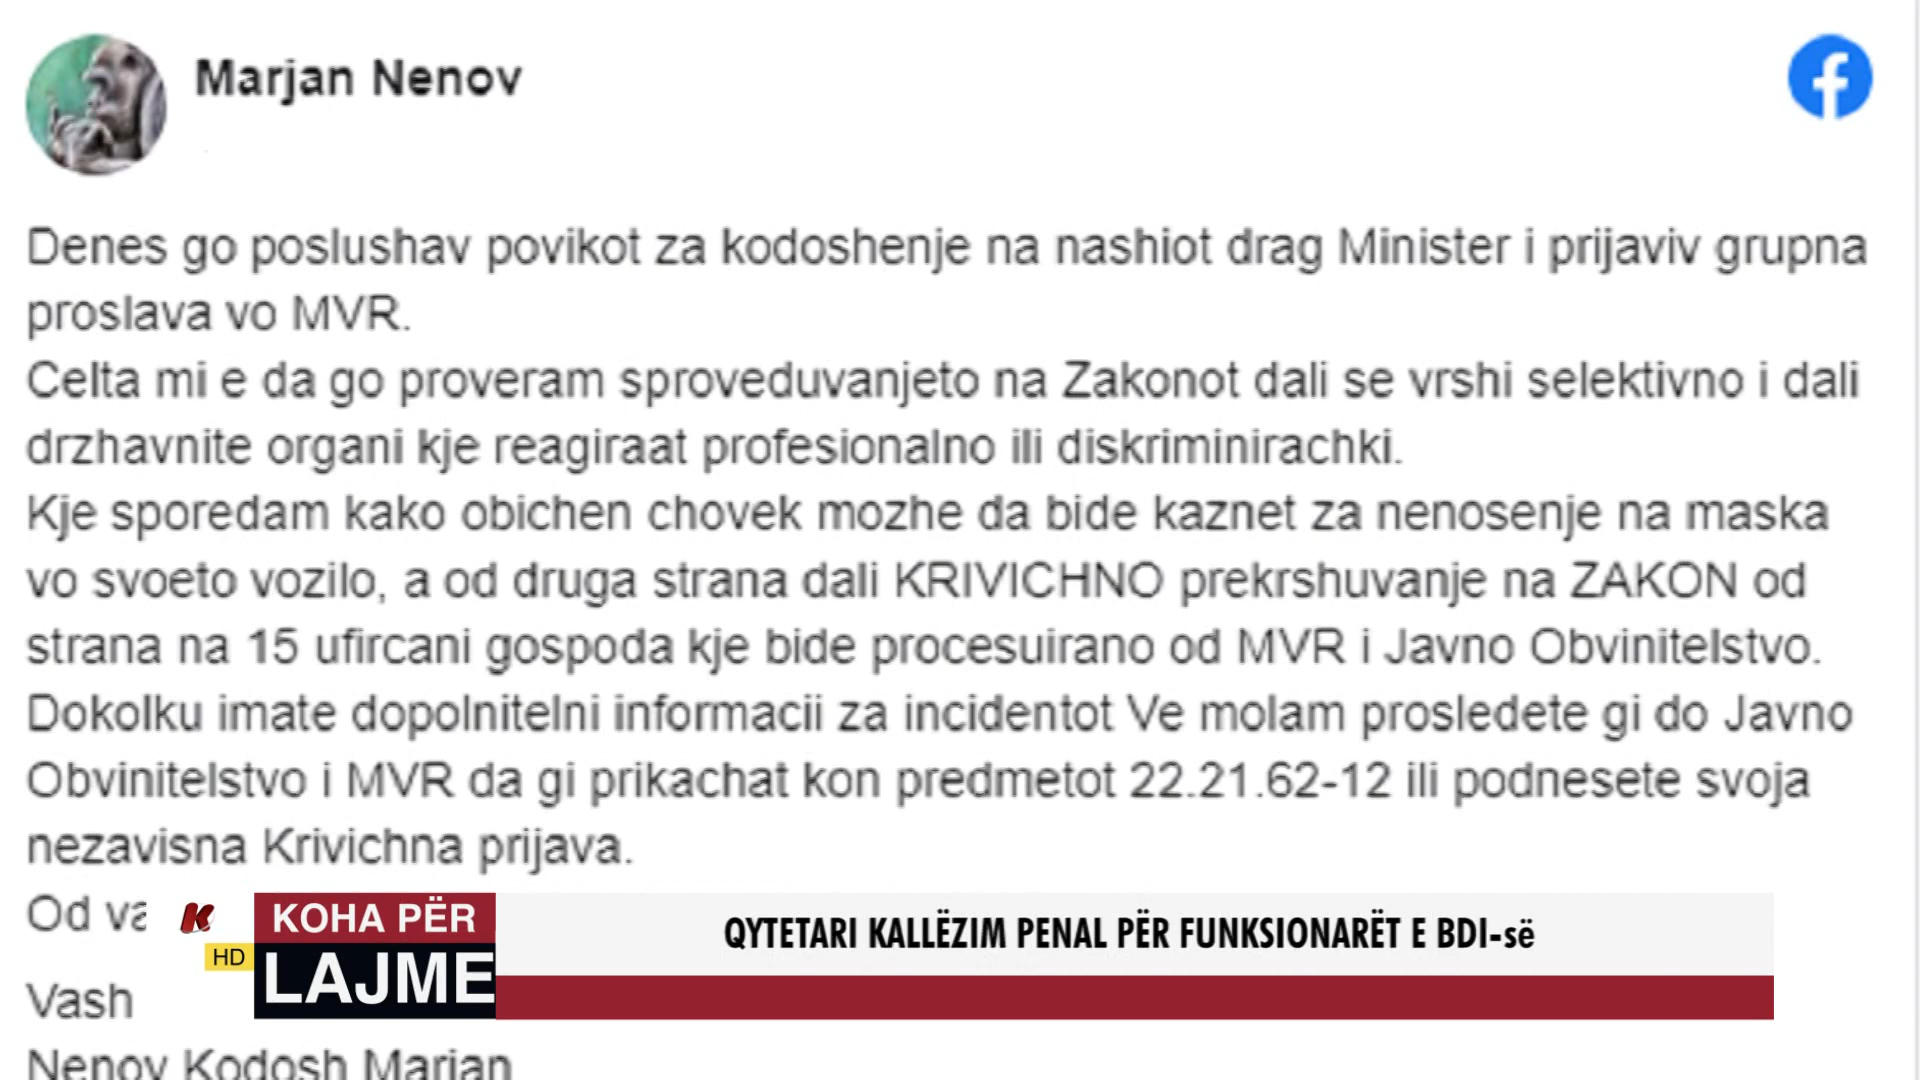 Marjan Nenov
Denes go poslushav povikot za kodoshenje na nashiot drag Minister i prijaviv grupna
proslava vo MVR.
Celta mi e da go proveram sproveduvanjeto na Zakonot dali se vrshi selektivno i dali
drzhavnite organi kje reagiraat profesionalno ili diskriminirachki.
Kje sporedam kako obichen chovek mozhe da bide kaznet za nenosenje na maska
vo svoeto vozilo, a od druga strana dali KRIVICHNO prekrshuvanje na ZAKON od
strana na 15 ufircani gospoda kje bide procesuirano od MVR i Javno Obvinitelstvo.
Dokolku imate dopolnitelni informacii za incidentot Ve molam prosledete gi do Javno
Obvinitelstvo i MVR da gi prikachat kon predmetot 22.21.62-12 ili podnesete svoja
nezavisna Krivichna prijava.
Od
K
HD
KOHA PËR
LAJME
QYTETARI KALLËZIM PENAL PËR FUNKSIONARËT E BDI-së
Vash
Nenov Kodosh Marjan